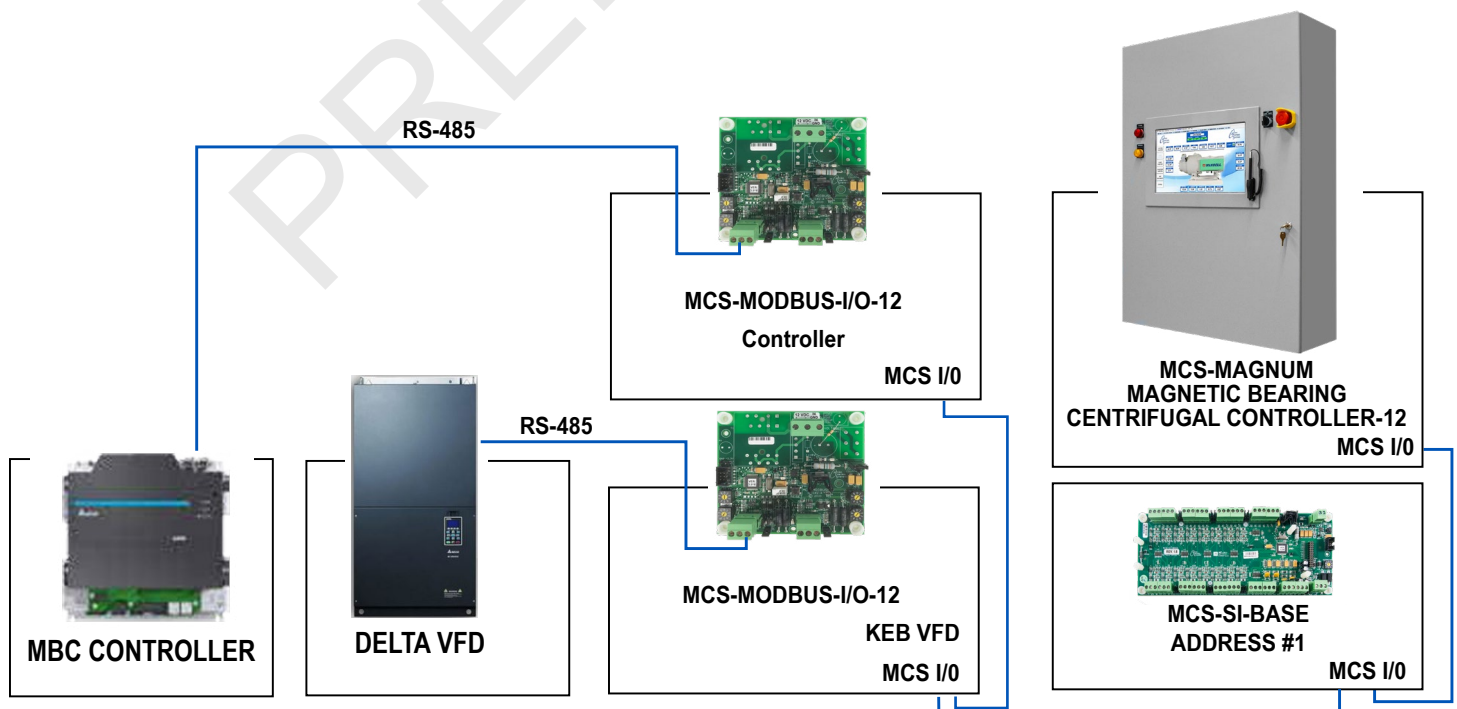 PRE
RS-485
MCS-MODBUS-I/O-12
Controller
MCS I/0
MCS-MAGNUM
MAGNETIC BEARING
CENTRIFUGAL CONTROLLER-12
MCS I/0
RS-485
MBC CONTROLLER
DELTA VFD
MCS-MODBUS-I/O-12
KEB VFD
MCS I/0
MCS-SI-BASE
ADDRESS #1
MCS I/0